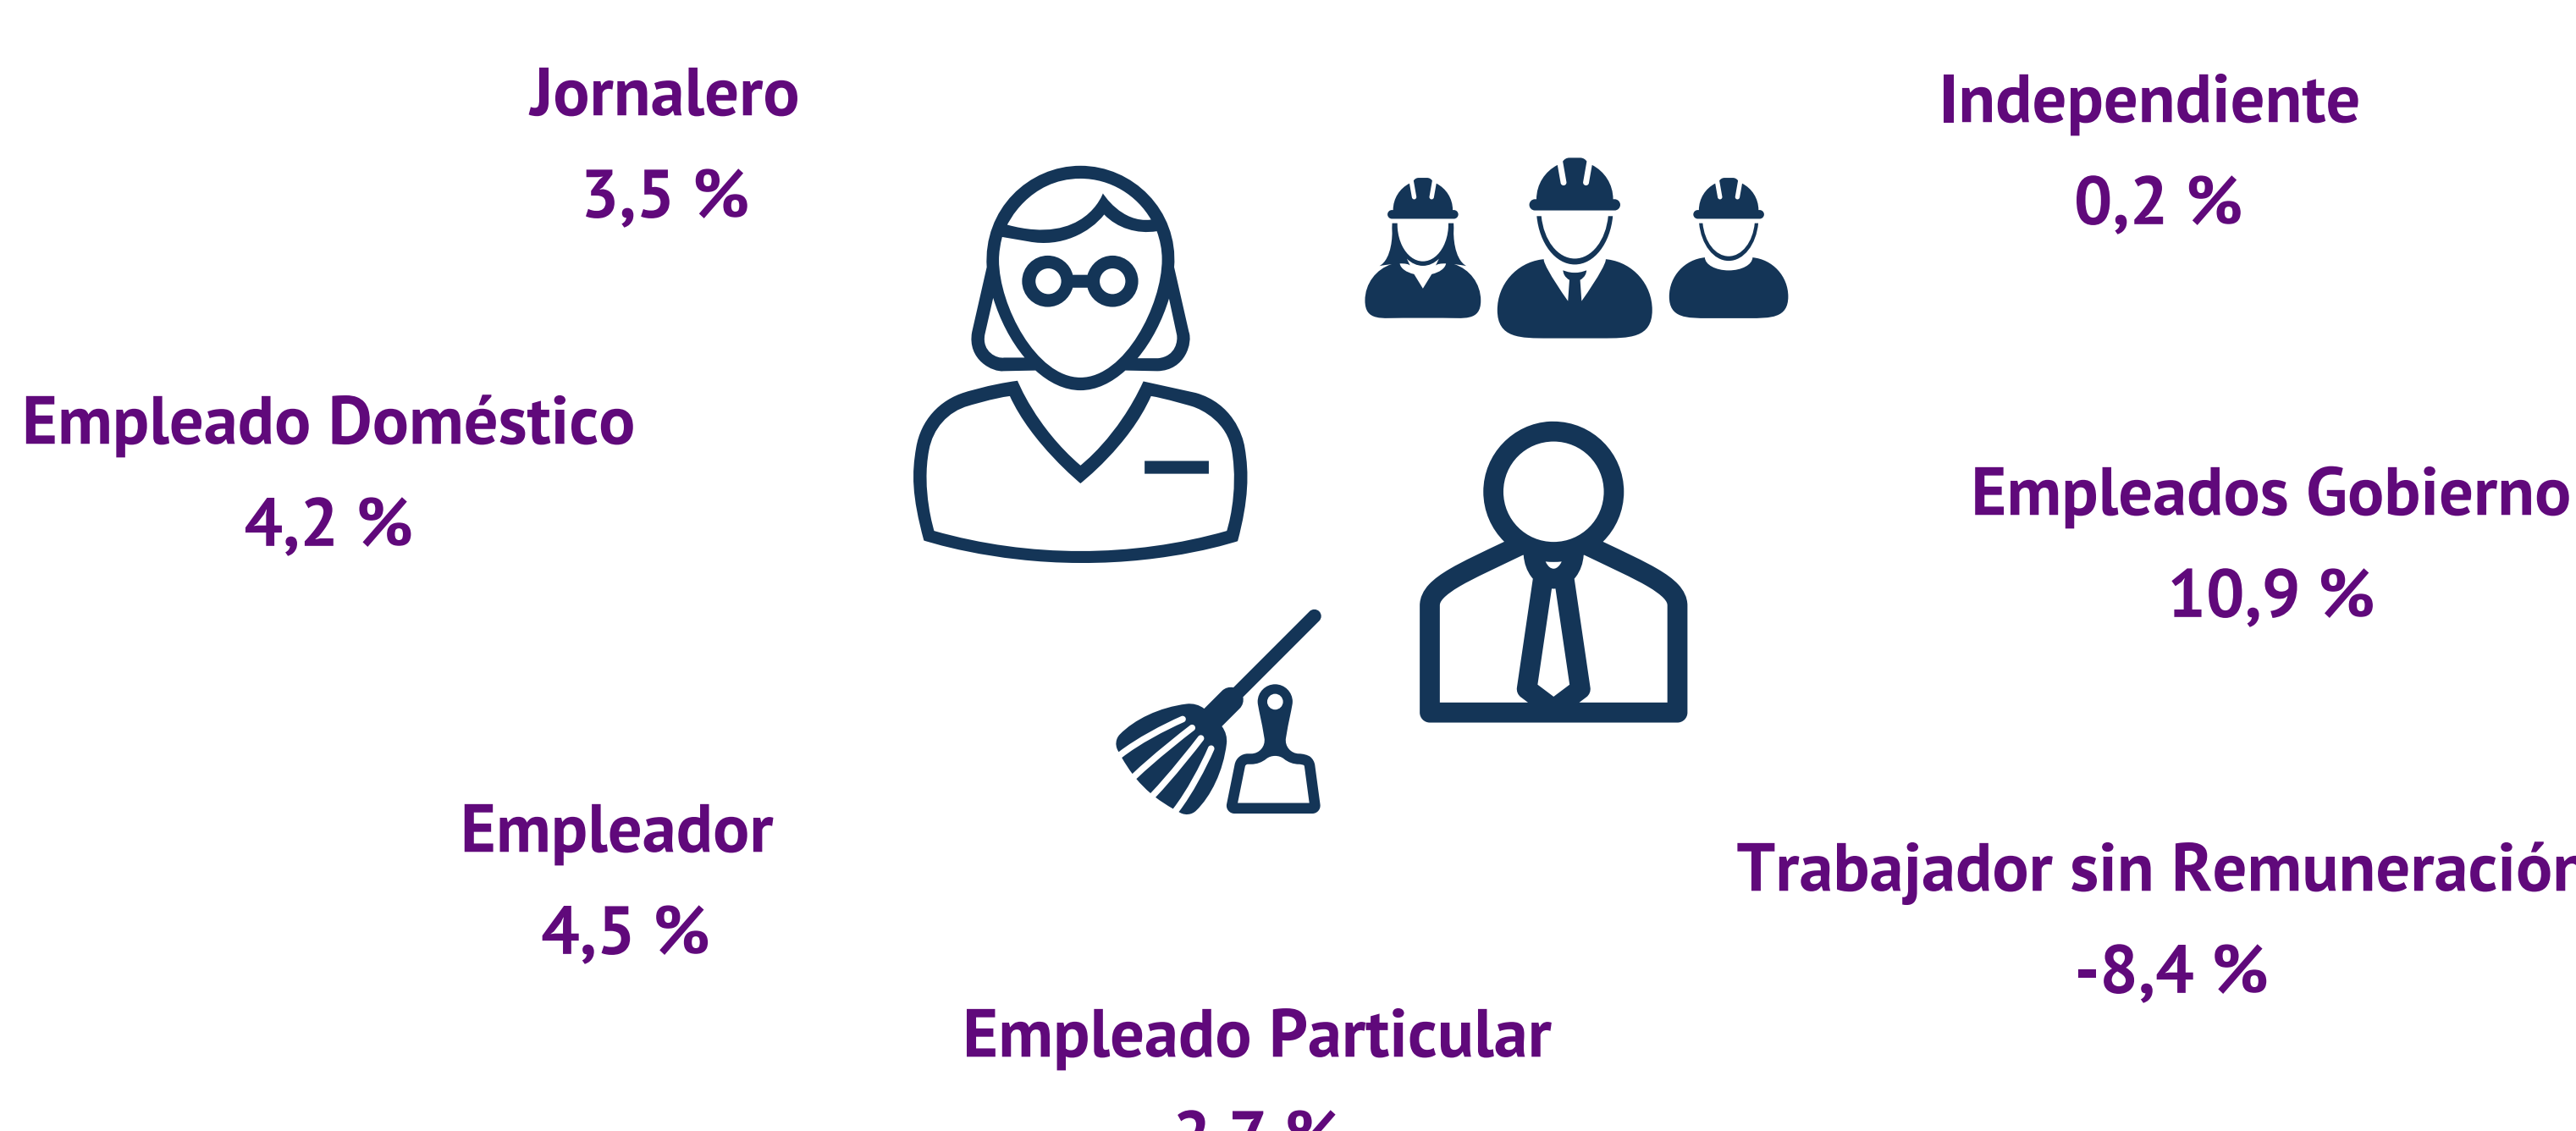 Jornalero
3,5 %
Independiente
0,2 %
Empleado Doméstico
4,2 %
Empleados Gobierno
10,9 %
Empleador
4,5 %
Trabajador sin Remuneración
-8,4 %
Empleado Particular